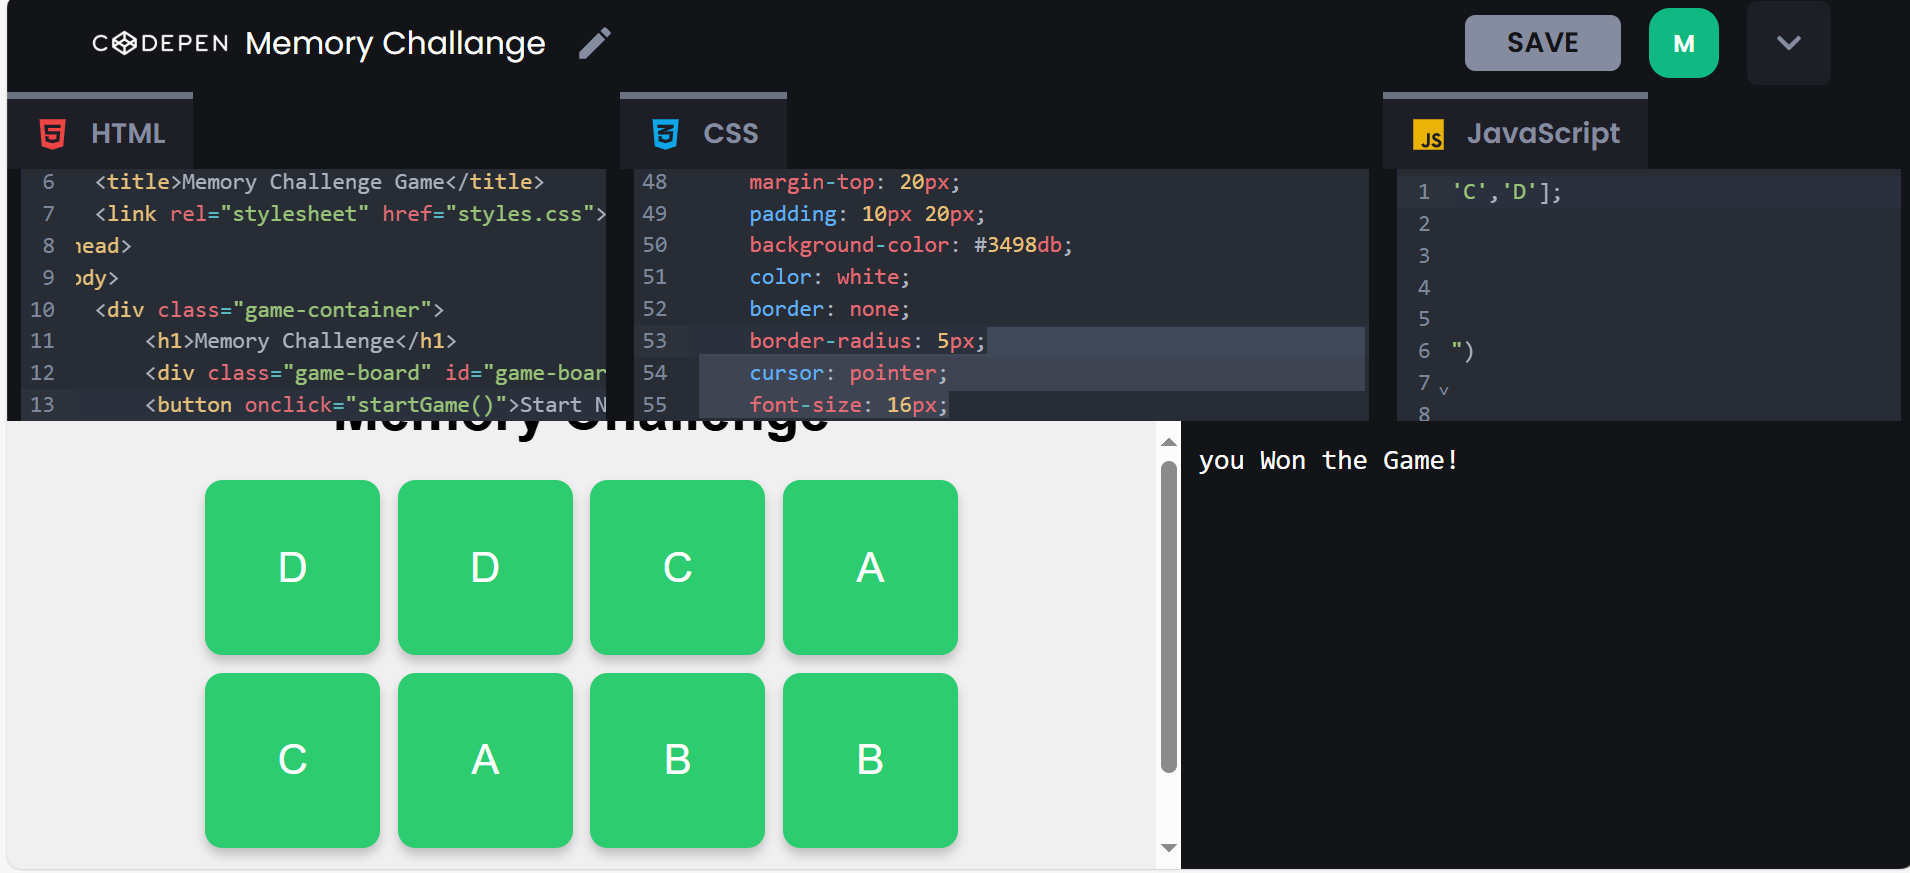 CODEPEN Memory Challange SAVE M
HTML
6 <title>Memory Challenge Game</title>
7 <link rel="stylesheet" href="styles.css">
8 head>
9 ody>
10 <div class="game-container">
11 <h1>Memory Challenge</h1>
12 <div class="game-board" id="game-boar
13 <button onclick="startGame()">Start N
CSS
48 margin-top: 20px;
49 padding: 10px 20px;
50 background-color: #3498db;
51 color: white;
52 border: none;
53 border-radius: 5px;
54 cursor: pointer;
55 font-size: 16px;
JS JavaScript
1 'C','D'];
2
3
4
5
6 ")
7
8
Memory Challenge
D D C A
C A B B
you Won the Game!